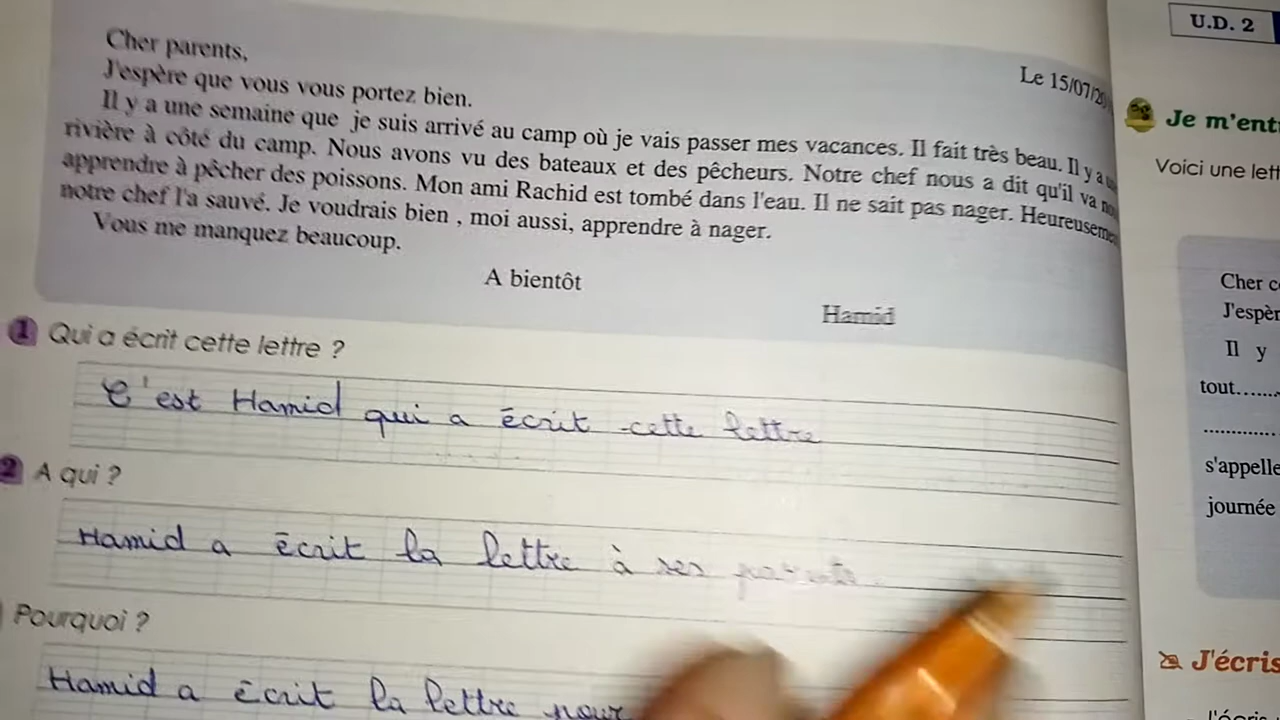 Cher parents,
Le 15/07/20
J'espère que vous vous portez bien.
Il y a une semaine que je suis arrivé au camp où je vais passer mes vacances. Il fait très beau. Il y a
rivière à côté du camp. Nous avons vu des bateaux et des pêcheurs. Notre chef nous a dit qu'il va
apprendre à pêcher des poissons. Mon ami Rachid est tombé dans l'eau. Il ne sait pas nager.
notre chef l'a sauvé. Je voudrais bien , moi aussi, apprendre à nager.
Vous me manquez beaucoup.
A bientôt
Hamid
1 Qui a écrit cette lettre ?
C'est Hamid qui a écrit cette lettre
2 A qui ?
Hamid a écrit la lettre à ses parents.
Pourquoi ?
Hamid a écrit la lettre pour
U.D. 2
Je m'ent
Voici une lett
Cher c
J'espèr
Il y
tout.......
.............
s'appelle
journée
J'écris